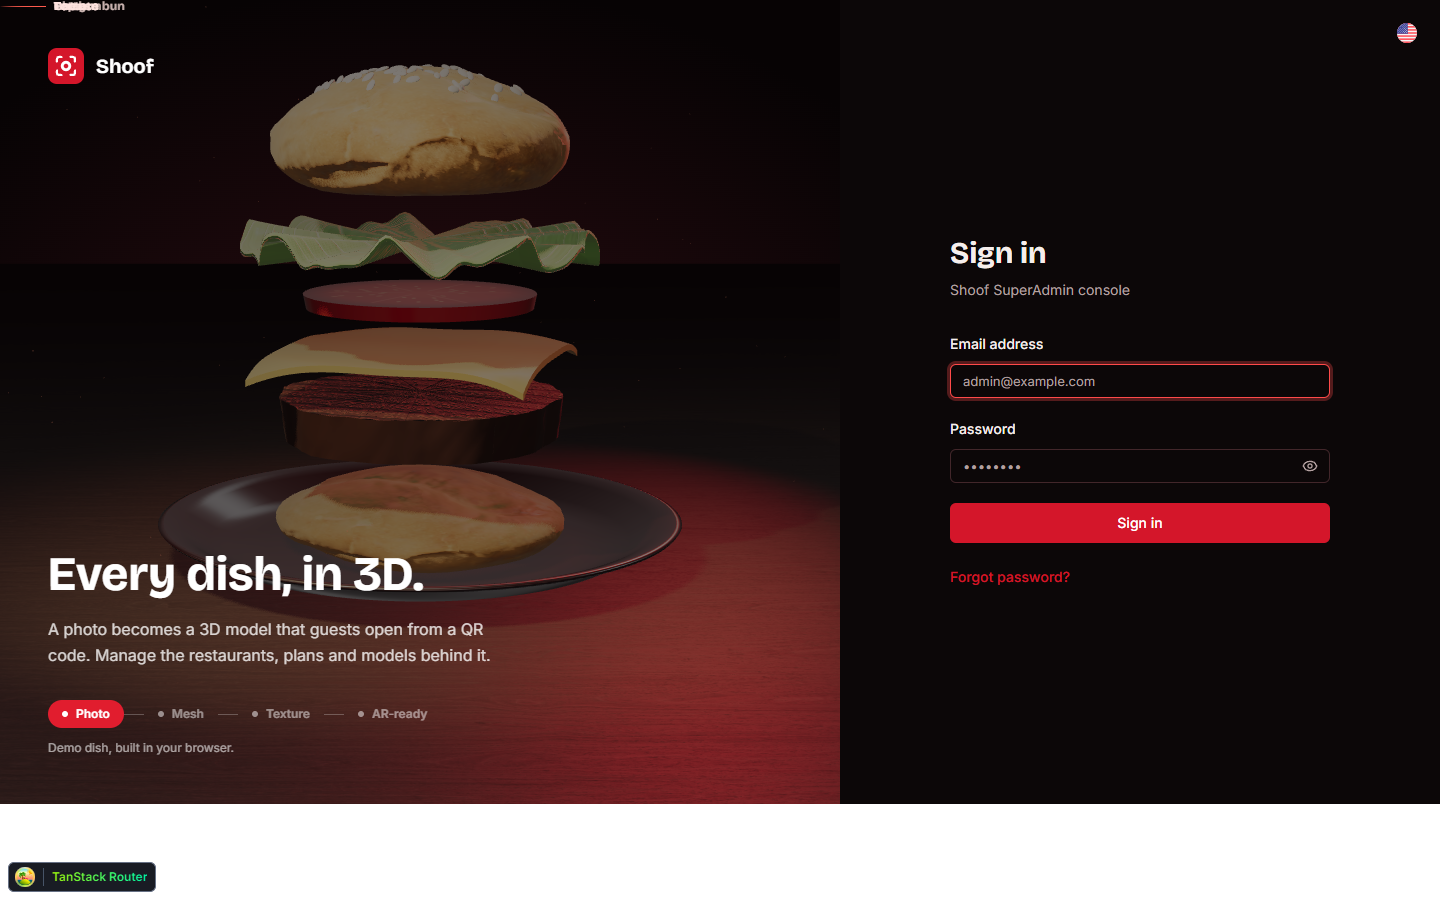 bun
Shoof
Sign in
Shoof SuperAdmin console
Email address
admin@example.com
Password
Sign in
Forgot password?
Every dish, in 3D.
A photo becomes a 3D model that guests open from a QR
code. Manage the restaurants, plans and models behind it.
Photo
Mesh
Texture
AR-ready
Demo dish, built in your browser.
TanStack Router